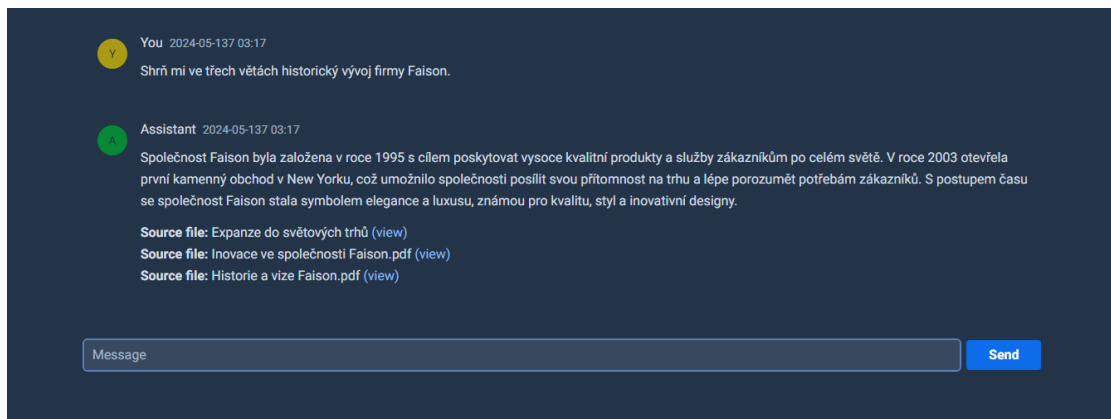 Y
You 2024-05-137 03:17
Shrň mi ve třech větách historický vývoj firmy Faison.
A
Assistant 2024-05-137 03:17
Společnost Faison byla založena v roce 1995 s cílem poskytovat vysoce kvalitní produkty a služby zákazníkům po celém světě. V roce 2003 otevřela
první kamenný obchod v New Yorku, což umožnilo společnosti posílit svou přítomnost na trhu a lépe porozumět potřebám zákazníků. S postupem času
se společnost Faison stala symbolem elegance a luxusu, známou pro kvalitu, styl a inovativní designy.
Source file: Expanze do světových trhů (view)
Source file: Inovace ve společnosti Faison.pdf (view)
Source file: Historie a vize Faison.pdf (view)
Message
Send